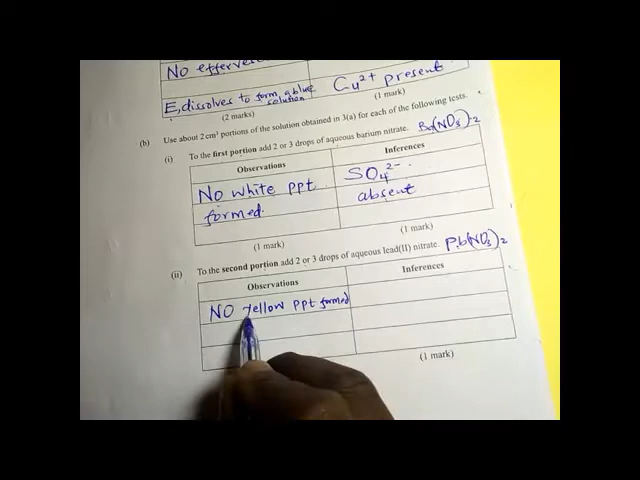 No efferves
E, dissolves to form a blue solution
Cu2+ present
(2 marks)
(1 mark)
(b) Use about 2 cm³ portions of the solution obtained in 3(a) for each of the following tests.
(i) To the first portion add 2 or 3 drops of aqueous barium nitrate. Ba(NO3)2
Observations
Inferences
NO white ppt
formed.
SO4 2-
absent
(1 mark)
(1 mark)
(ii) To the second portion add 2 or 3 drops of aqueous lead(II) nitrate. Pb(NO3)2
Observations
Inferences
NO yellow ppt formed
(1 mark)